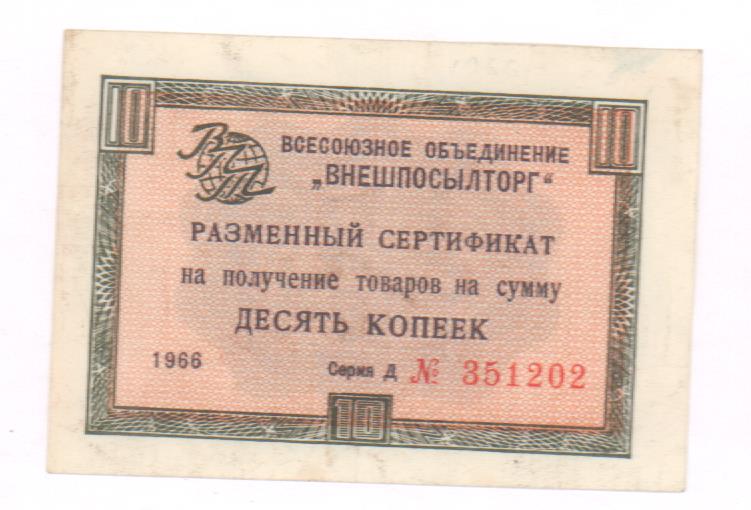 10
10
ВПТ
ВСЕСОЮЗНОЕ ОБЪЕДИНЕНИЕ
„ВНЕШПОСЫЛТОРГ“
РАЗМЕННЫЙ СЕРТИФИКАТ
на получение товаров на сумму
ДЕСЯТЬ КОПЕЕК
1966 Серия Д № 351202
10